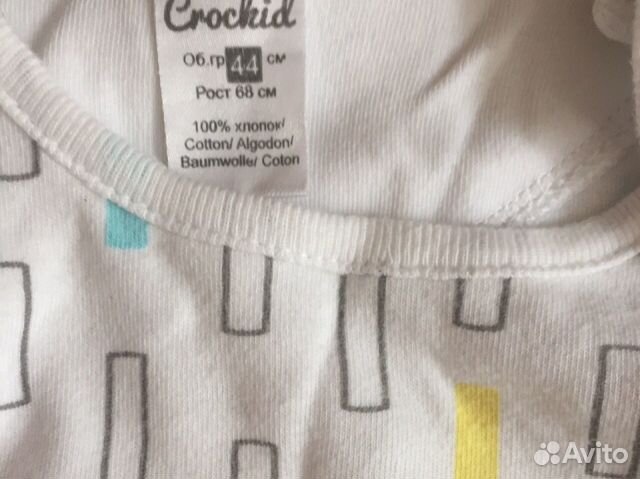 Crockid
Об.гр 44 см
Рост 68 см
100% хлопок/
Cotton/ Algodon/
Baumwolle/ Coton
Avito